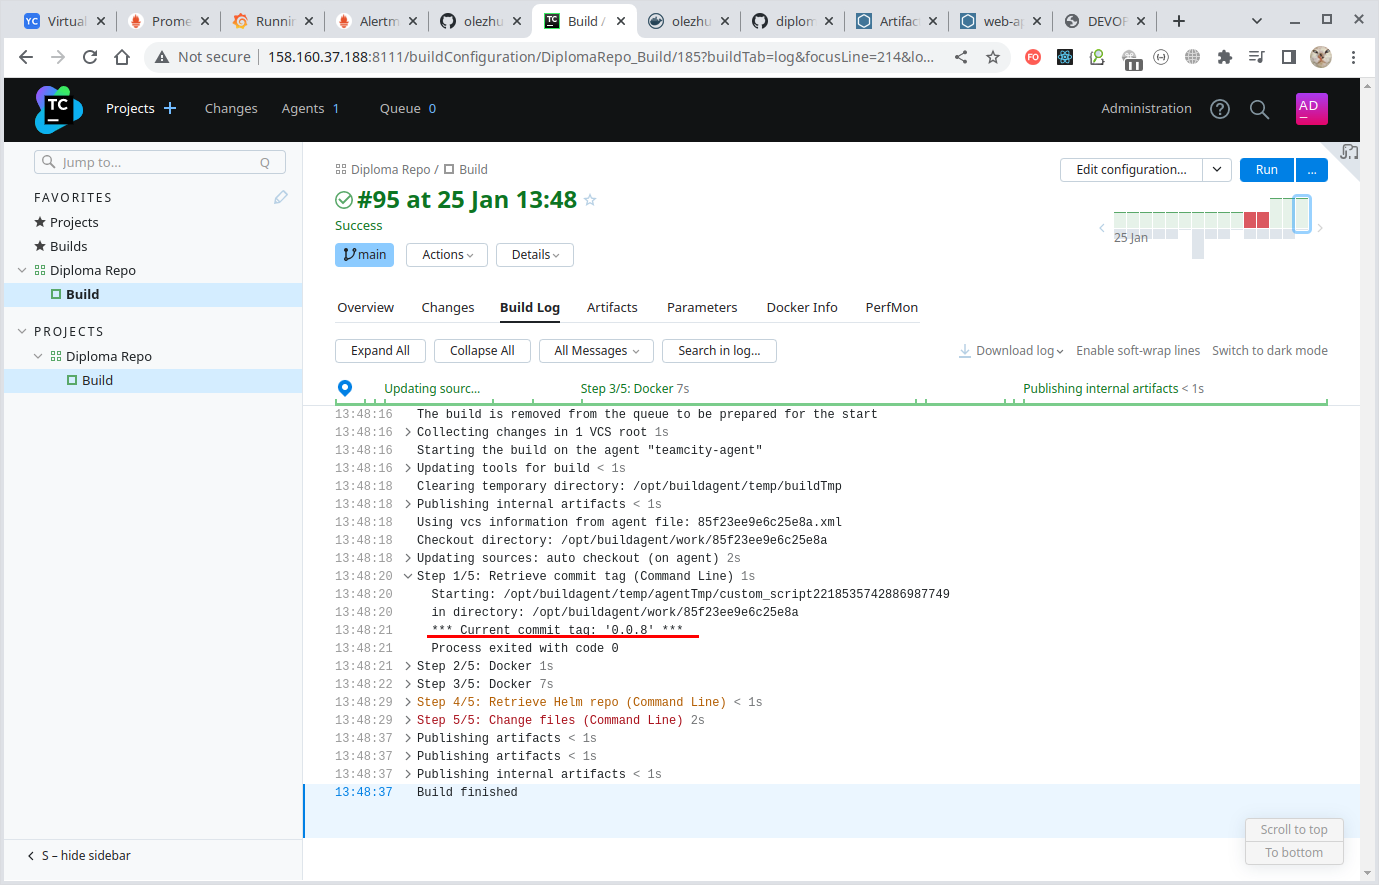 Virtual
Prome
Runnin
Alertm
olezhu
Build /
olezhu
diplom
Artifac
web-ap
DEVOP
Not secure
158.160.37.188:8111/buildConfiguration/DiplomaRepo_Build/185?buildTab=log&focusLine=214&lo...
TC
Projects
Changes
Agents 1
Queue 0
Administration
AD
Jump to...
Q
FAVORITES
Projects
Builds
Diploma Repo
Build
PROJECTS
Diploma Repo
Build
S – hide sidebar
Diploma Repo / Build
Edit configuration...
Run
...
#95 at 25 Jan 13:48
Success
25 Jan
main
Actions
Details
Overview
Changes
Build Log
Artifacts
Parameters
Docker Info
PerfMon
Expand All
Collapse All
All Messages
Search in log...
Download log
Enable soft-wrap lines
Switch to dark mode
Updating sourc...
Step 3/5: Docker 7s
Publishing internal artifacts < 1s
13:48:16 The build is removed from the queue to be prepared for the start
13:48:16 Collecting changes in 1 VCS root 1s
13:48:16 Starting the build on the agent "teamcity-agent"
13:48:16 Updating tools for build < 1s
13:48:18 Clearing temporary directory: /opt/buildagent/temp/buildTmp
13:48:18 Publishing internal artifacts < 1s
13:48:18 Using vcs information from agent file: 85f23ee9e6c25e8a.xml
13:48:18 Checkout directory: /opt/buildagent/work/85f23ee9e6c25e8a
13:48:18 Updating sources: auto checkout (on agent) 2s
13:48:20 Step 1/5: Retrieve commit tag (Command Line) 1s
13:48:20 Starting: /opt/buildagent/temp/agentTmp/custom_script2218535742886987749
13:48:20 in directory: /opt/buildagent/work/85f23ee9e6c25e8a
13:48:21 *** Current commit tag: '0.0.8' ***
13:48:21 Process exited with code 0
13:48:21 Step 2/5: Docker 1s
13:48:22 Step 3/5: Docker 7s
13:48:29 Step 4/5: Retrieve Helm repo (Command Line) < 1s
13:48:29 Step 5/5: Change files (Command Line) 2s
13:48:37 Publishing artifacts < 1s
13:48:37 Publishing artifacts < 1s
13:48:37 Publishing internal artifacts < 1s
13:48:37 Build finished
Scroll to top
To bottom